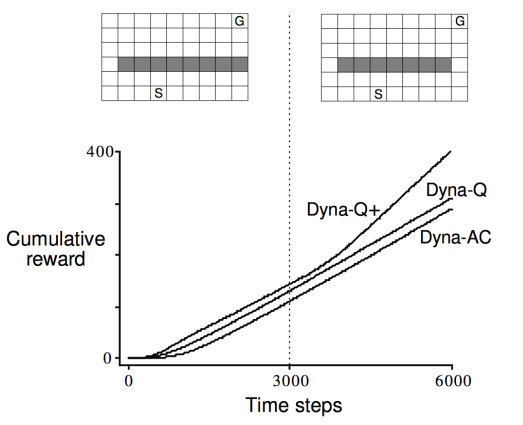 G
S
G
S
400
Dyna-Q+
Dyna-Q
Dyna-AC
Cumulative
reward
0
0
3000
6000
Time steps